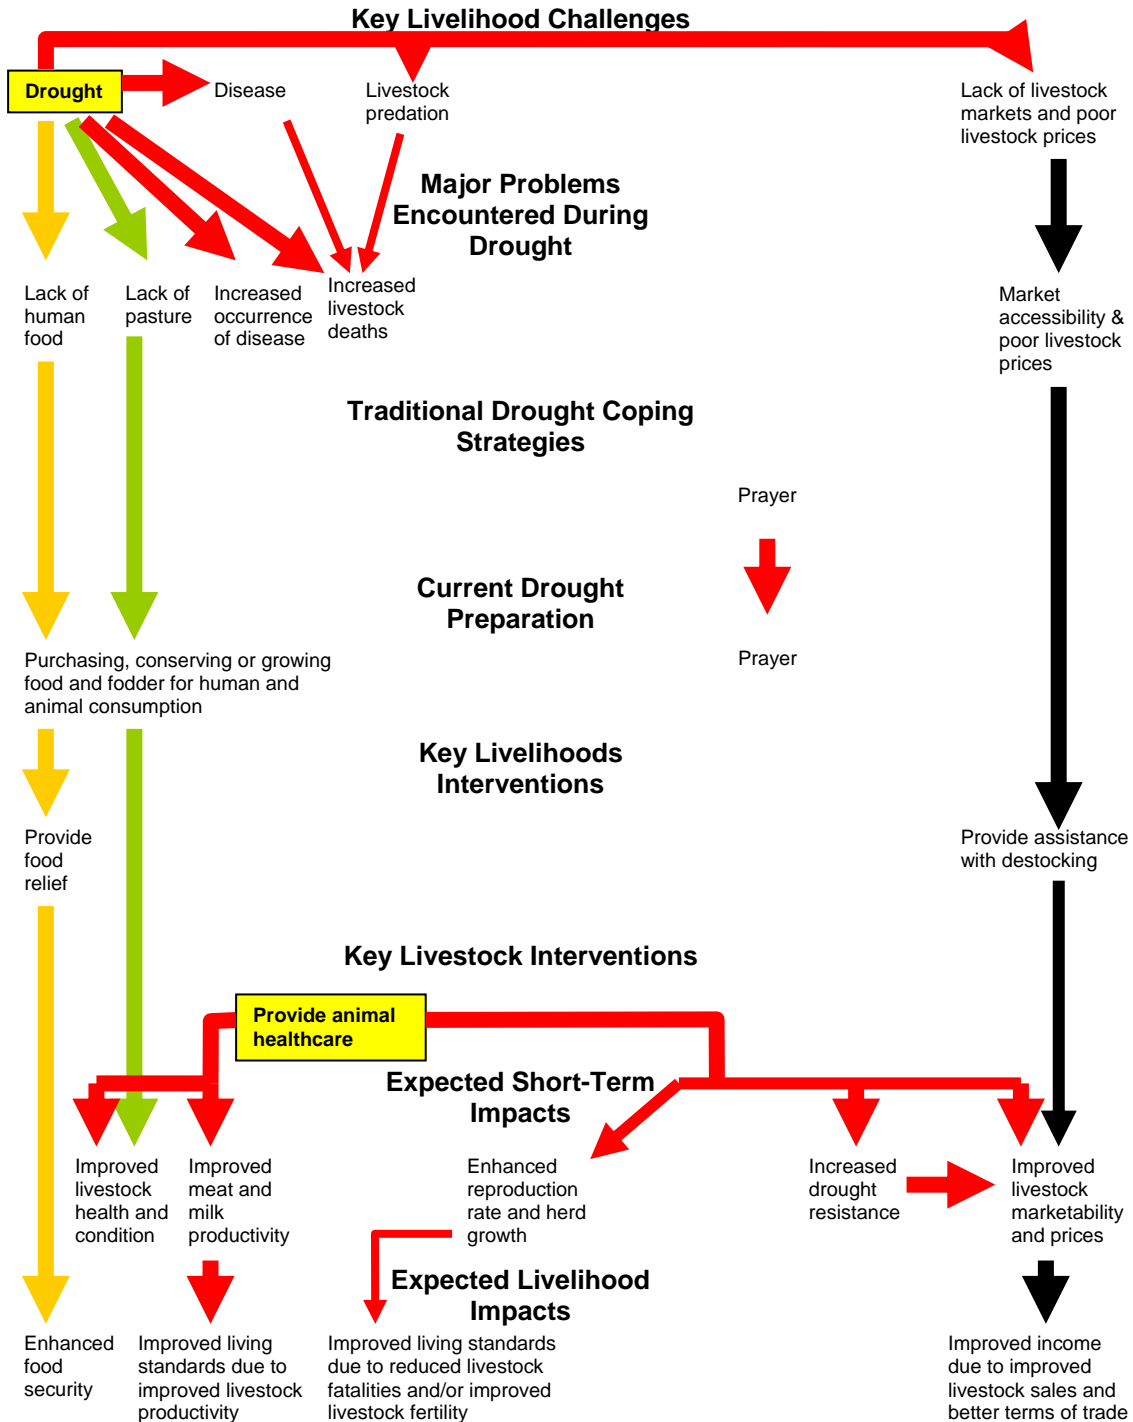 Key Livelihood Challenges
Drought
Disease
Livestock
predation
Lack of livestock
markets and poor
livestock prices
Major Problems
Encountered During
Drought
Lack of
human
food
Lack of
pasture
Increased
occurrence
of disease
Increased
livestock
deaths
Market
accessibility &
poor livestock
prices
Traditional Drought Coping
Strategies
Prayer
Current Drought
Preparation
Purchasing, conserving or growing
food and fodder for human and
animal consumption
Prayer
Key Livelihoods
Interventions
Provide
food
relief
Provide assistance
with destocking
Key Livestock Interventions
Provide animal
healthcare
Expected Short-Term
Impacts
Improved
livestock
health and
condition
Improved
meat and
milk
productivity
Enhanced
reproduction
rate and herd
growth
Increased
drought
resistance
Improved
livestock
marketability
and prices
Expected Livelihood
Impacts
Enhanced
food
security
Improved living
standards due to
improved livestock
productivity
Improved living standards
due to reduced livestock
fatalities and/or improved
livestock fertility
Improved income
due to improved
livestock sales and
better terms of trade